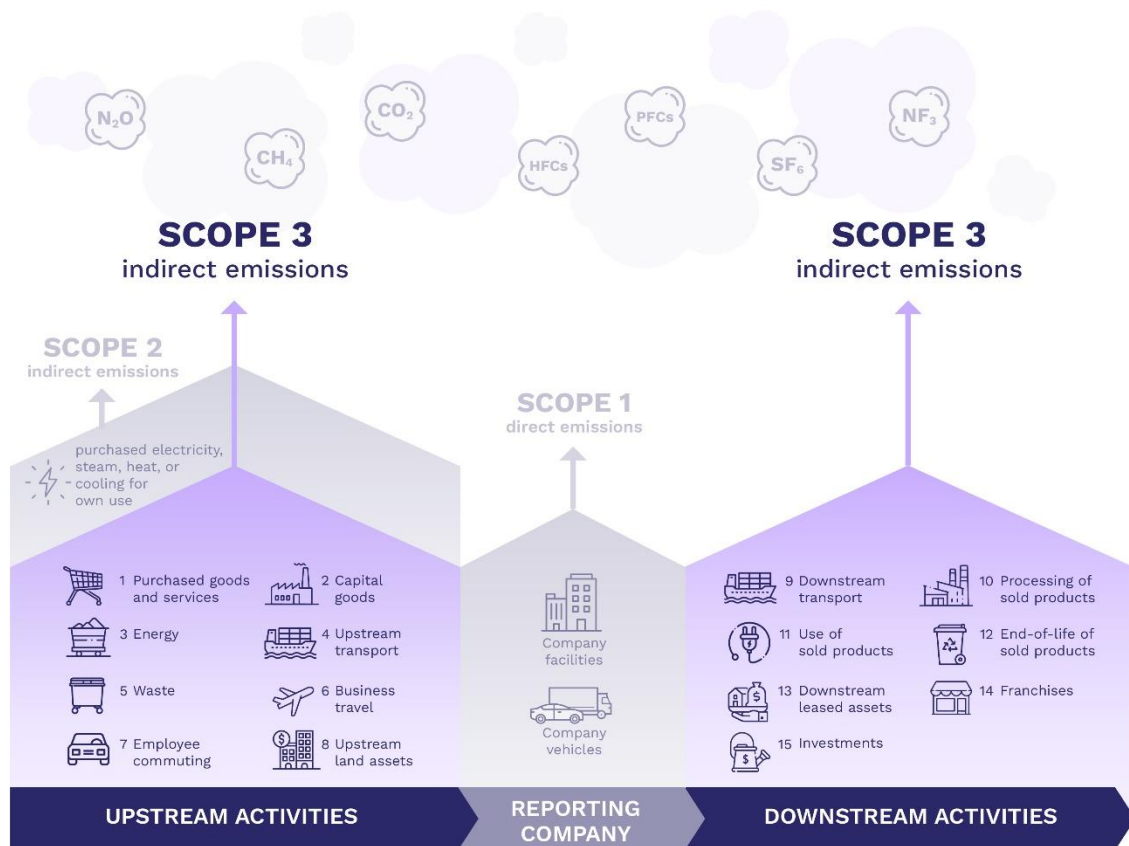 N₂O
CH₄
CO₂
HFCs
PFCs
SF₆
NF₃
SCOPE 3
indirect emissions
SCOPE 3
indirect emissions
SCOPE 2
indirect emissions
purchased electricity,
steam, heat, or
cooling for
own use
SCOPE 1
direct emissions
1 Purchased goods
and services
2 Capital
goods
3 Energy
4 Upstream
transport
5 Waste
6 Business
travel
7 Employee
commuting
8 Upstream
land assets
Company
facilities
Company
vehicles
9 Downstream
transport
10 Processing of
sold products
11 Use of
sold products
12 End-of-life of
sold products
13 Downstream
leased assets
14 Franchises
15 Investments
UPSTREAM ACTIVITIES
REPORTING
COMPANY
DOWNSTREAM ACTIVITIES